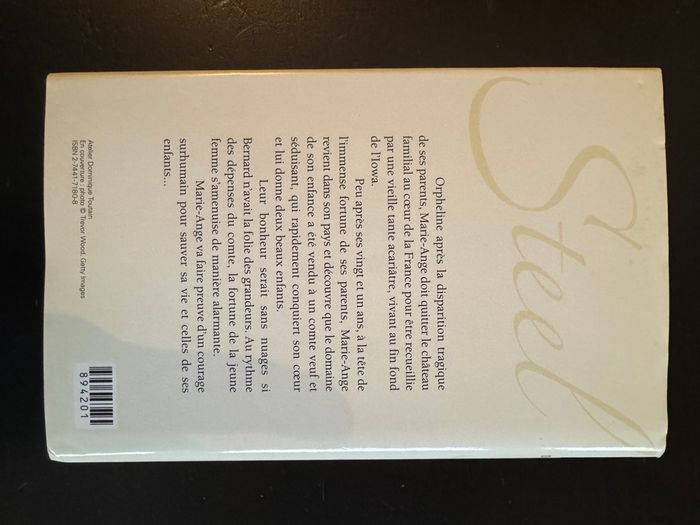 Steel
Orpheline après la disparition tragique
de ses parents, Marie-Ange doit quitter le château
familial au cœur de la France pour être recueillie
par une vieille tante acariâtre, vivant au fin fond
de l'Iowa.
Peu après ses vingt et un ans, à la tête de
l'immense fortune de ses parents, Marie-Ange
revient dans son pays et découvre que le domaine
de son enfance a été vendu à un comte veuf et
séduisant, qui rapidement conquiert son cœur
et lui donne deux beaux enfants.
Leur bonheur serait sans nuages si
Bernard n'avait la folie des grandeurs. Au rythme
des dépenses du comte, la fortune de la jeune
femme s'amenuise de manière alarmante.
Marie-Ange va faire preuve d'un courage
surhumain pour sauver sa vie et celles de ses
enfants...
Atelier Dominique Toutain
En couverture : photo © Trevor Wood. Getty Images
ISBN 2-7441-7180-8
894201